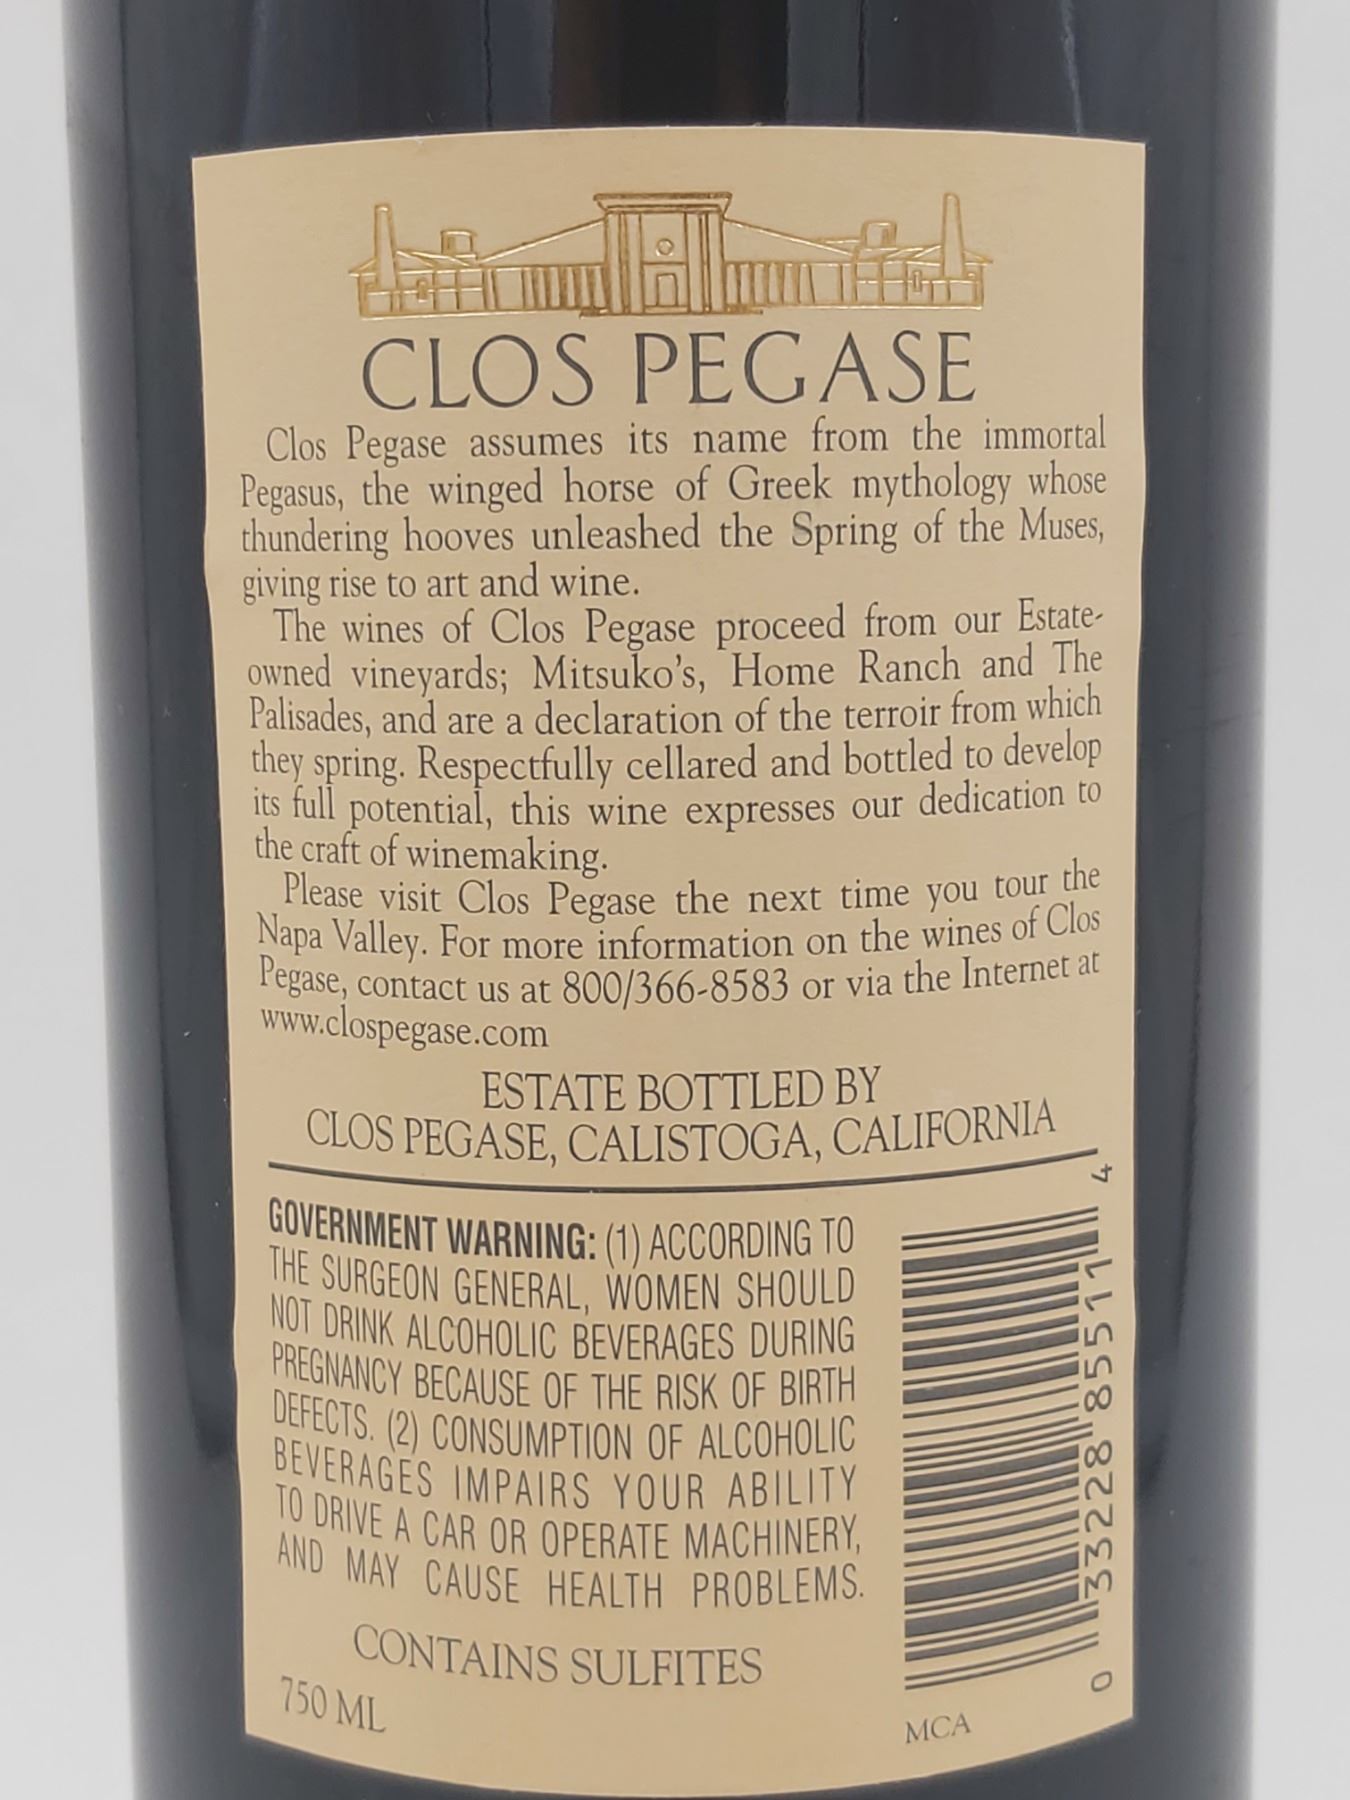 CLOS PEGASE
Clos Pegase assumes its name from the immortal
Pegasus, the winged horse of Greek mythology whose
thundering hooves unleashed the Spring of the Muses,
giving rise to art and wine.
The wines of Clos Pegase proceed from our Estate-
owned vineyards; Mitsuko's, Home Ranch and The
Palisades, and are a declaration of the terroir from which
they spring. Respectfully cellared and bottled to develop
its full potential, this wine expresses our dedication to
the craft of winemaking.
Please visit Clos Pegase the next time you tour the
Napa Valley. For more information on the wines of Clos
Pegase, contact us at 800/366-8583 or via the Internet at
www.clospegase.com
ESTATE BOTTLED BY
CLOS PEGASE, CALISTOGA, CALIFORNIA
GOVERNMENT WARNING: (1) ACCORDING TO
THE SURGEON GENERAL, WOMEN SHOULD
NOT DRINK ALCOHOLIC BEVERAGES DURING
PREGNANCY BECAUSE OF THE RISK OF BIRTH
DEFECTS. (2) CONSUMPTION OF ALCOHOLIC
BEVERAGES IMPAIRS YOUR ABILITY
TO DRIVE A CAR OR OPERATE MACHINERY,
AND MAY CAUSE HEALTH PROBLEMS.
CONTAINS SULFITES
750 ML
0 33228 85511 4
MCA